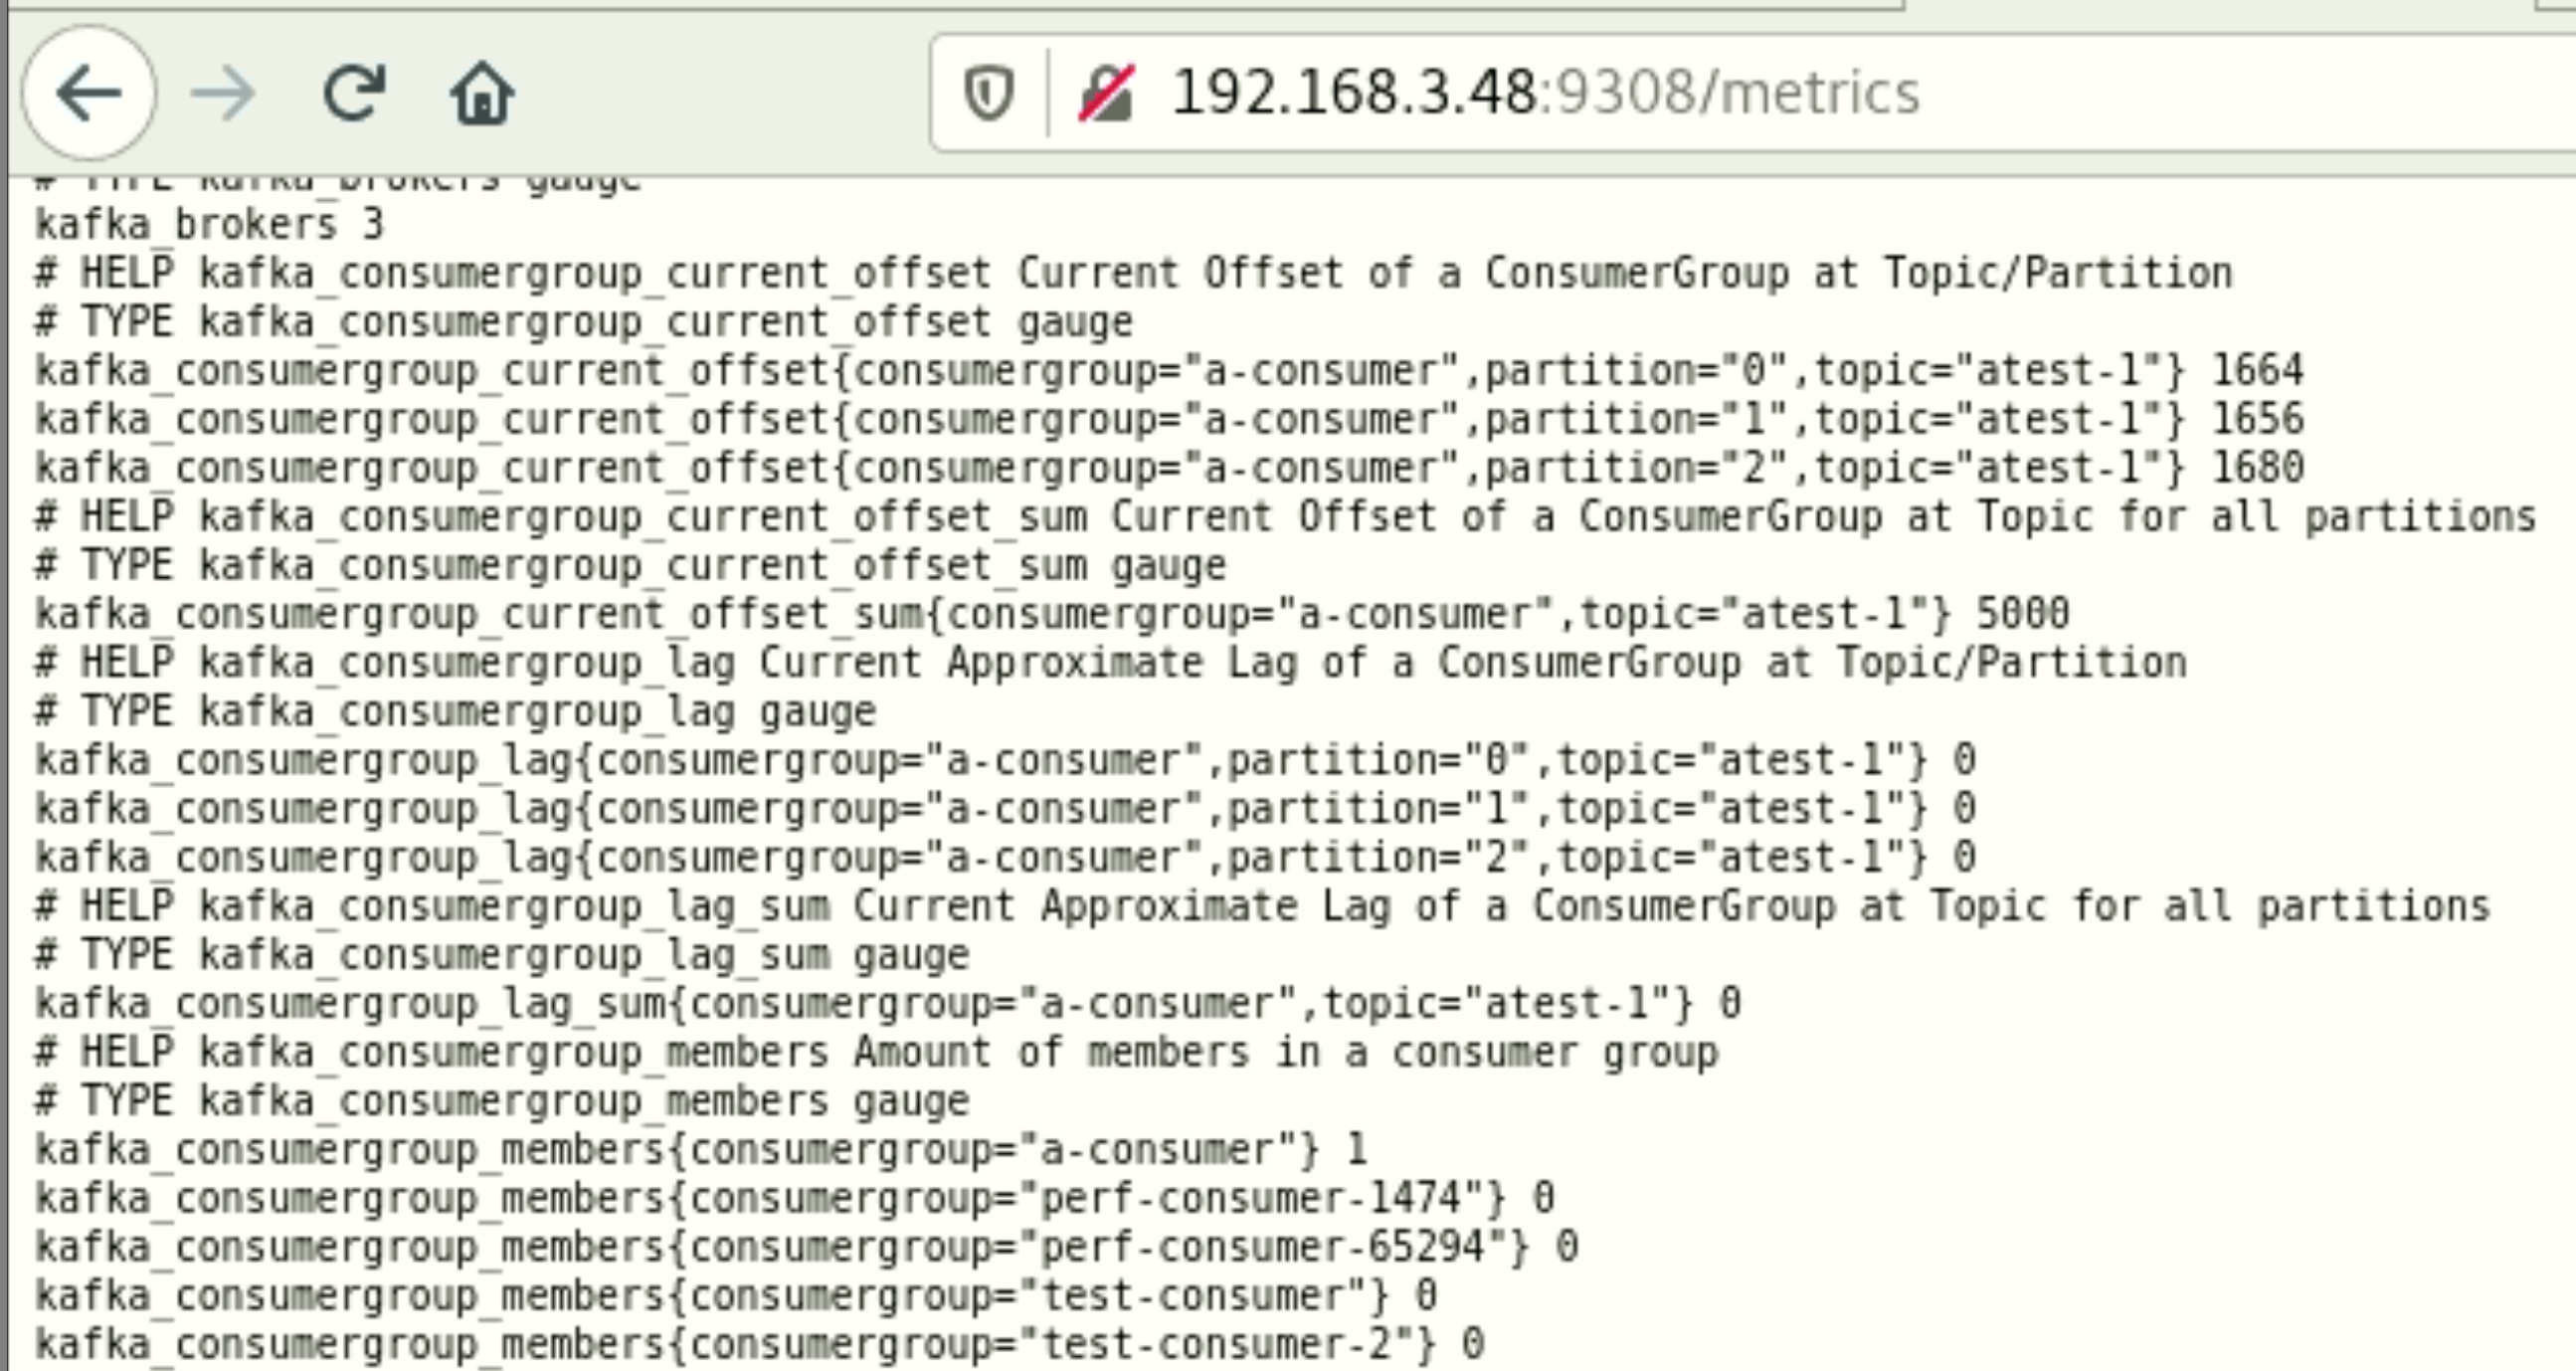 192.168.3.48:9308/metrics
# TYPE kafka_brokers gauge
kafka_brokers 3
# HELP kafka_consumergroup_current_offset Current Offset of a ConsumerGroup at Topic/Partition
# TYPE kafka_consumergroup_current_offset gauge
kafka_consumergroup_current_offset{consumergroup="a-consumer",partition="0",topic="atest-1"} 1664
kafka_consumergroup_current_offset{consumergroup="a-consumer",partition="1",topic="atest-1"} 1656
kafka_consumergroup_current_offset{consumergroup="a-consumer",partition="2",topic="atest-1"} 1680
# HELP kafka_consumergroup_current_offset_sum Current Offset of a ConsumerGroup at Topic for all partitions
# TYPE kafka_consumergroup_current_offset_sum gauge
kafka_consumergroup_current_offset_sum{consumergroup="a-consumer",topic="atest-1"} 5000
# HELP kafka_consumergroup_lag Current Approximate Lag of a ConsumerGroup at Topic/Partition
# TYPE kafka_consumergroup_lag gauge
kafka_consumergroup_lag{consumergroup="a-consumer",partition="0",topic="atest-1"} 0
kafka_consumergroup_lag{consumergroup="a-consumer",partition="1",topic="atest-1"} 0
kafka_consumergroup_lag{consumergroup="a-consumer",partition="2",topic="atest-1"} 0
# HELP kafka_consumergroup_lag_sum Current Approximate Lag of a ConsumerGroup at Topic for all partitions
# TYPE kafka_consumergroup_lag_sum gauge
kafka_consumergroup_lag_sum{consumergroup="a-consumer",topic="atest-1"} 0
# HELP kafka_consumergroup_members Amount of members in a consumer group
# TYPE kafka_consumergroup_members gauge
kafka_consumergroup_members{consumergroup="a-consumer"} 1
kafka_consumergroup_members{consumergroup="perf-consumer-1474"} 0
kafka_consumergroup_members{consumergroup="perf-consumer-65294"} 0
kafka_consumergroup_members{consumergroup="test-consumer"} 0
kafka_consumergroup_members{consumergroup="test-consumer-2"} 0